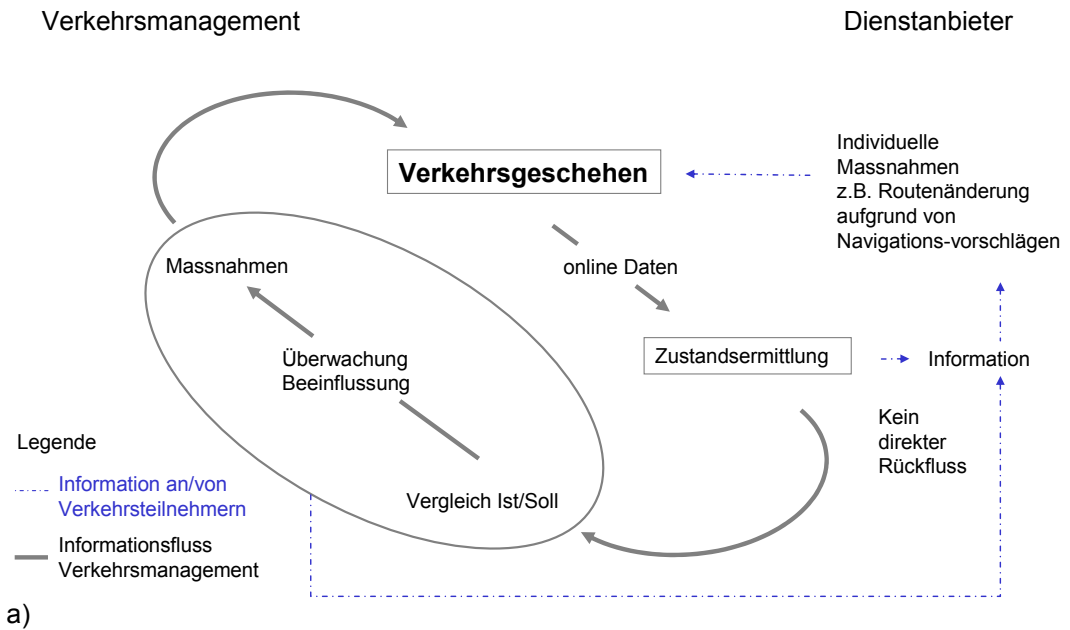 Verkehrsmanagement
Dienstanbieter
Verkehrsgeschehen
Individuelle
Massnahmen
z.B. Routenänderung
aufgrund von
Navigations-vorschlägen
Massnahmen
online Daten
Überwachung
Beeinflussung
Zustandsermittlung
Information
Kein
direkter
Rückfluss
Vergleich Ist/Soll
Legende
Information an/von
Verkehrsteilnehmern
Informationsfluss
Verkehrsmanagement
a)